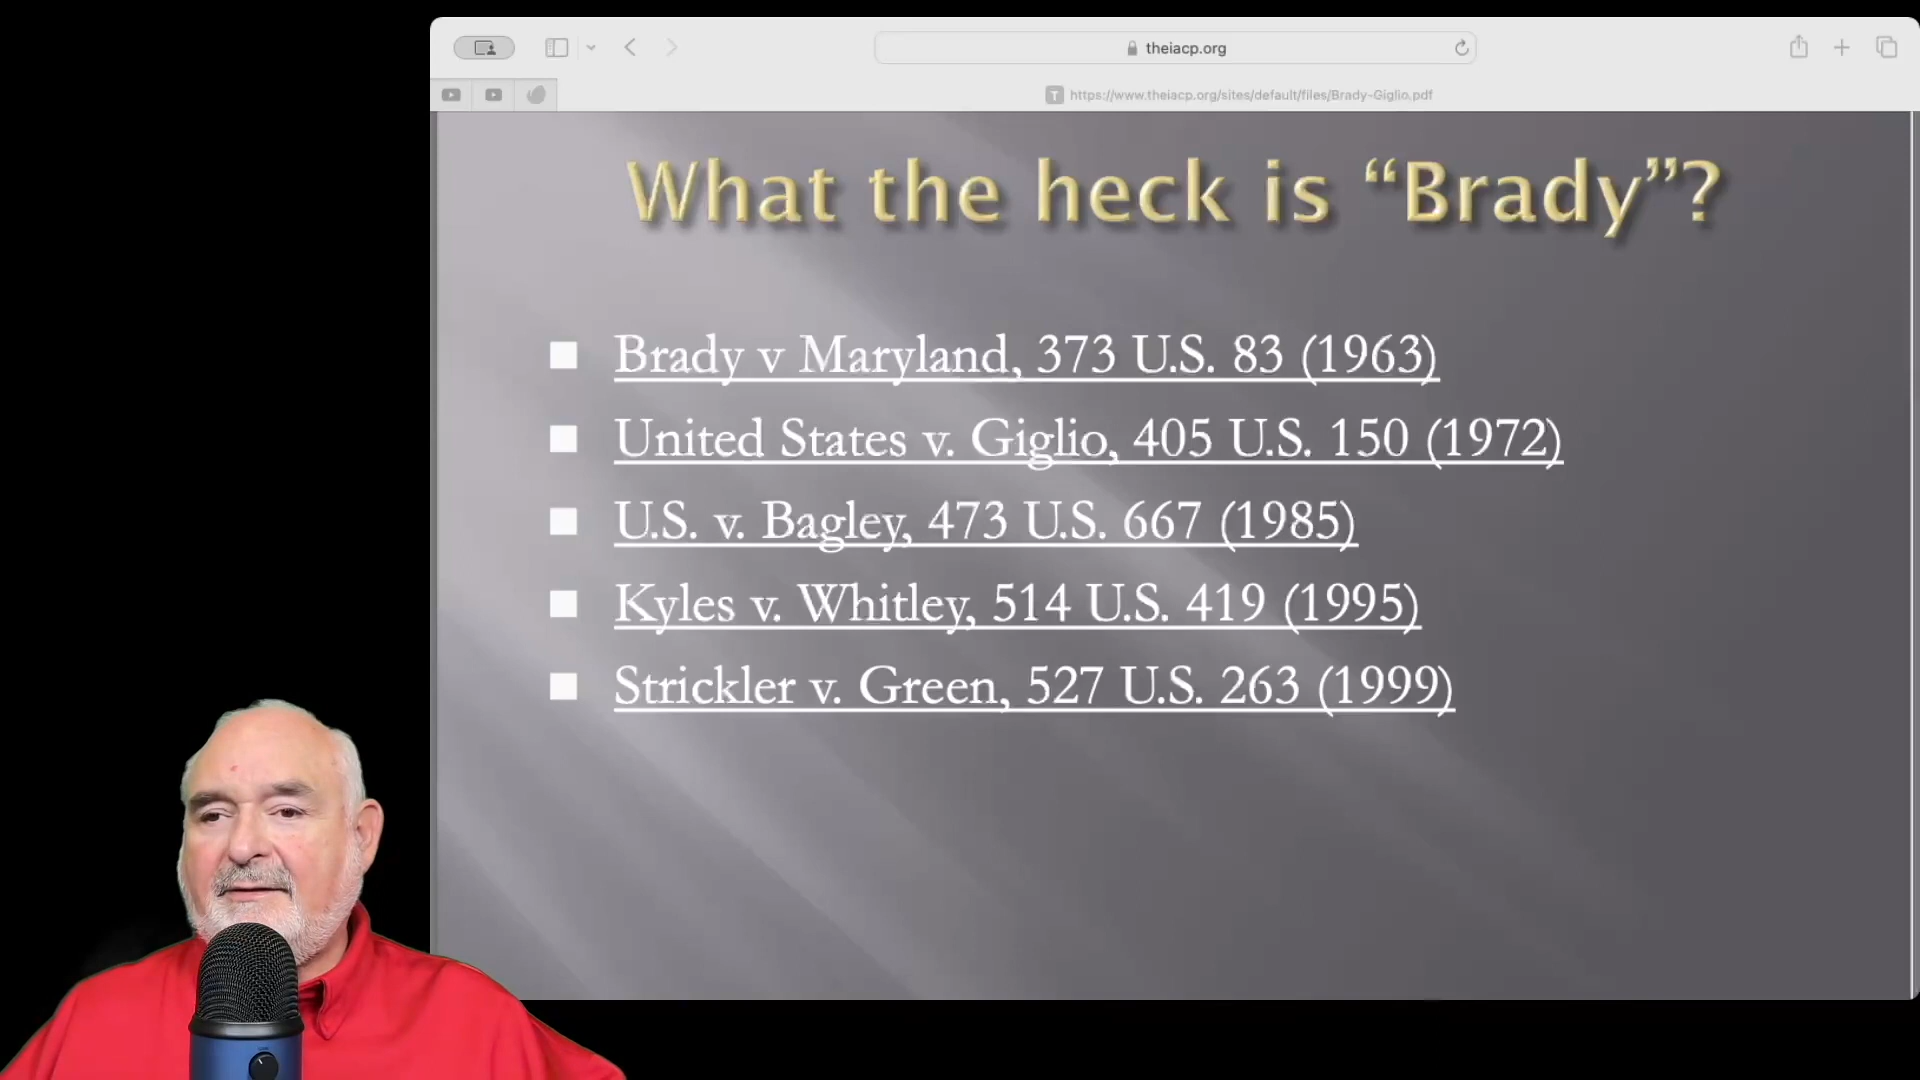 theiacp.org
https://www.theiacp.org/sites/default/files/Brady-Giglio.pdf
What the heck is “Brady”?
Brady v Maryland, 373 U.S. 83 (1963)
United States v. Giglio, 405 U.S. 150 (1972)
U.S. v. Bagley, 473 U.S. 667 (1985)
Kyles v. Whitley, 514 U.S. 419 (1995)
Strickler v. Green, 527 U.S. 263 (1999)